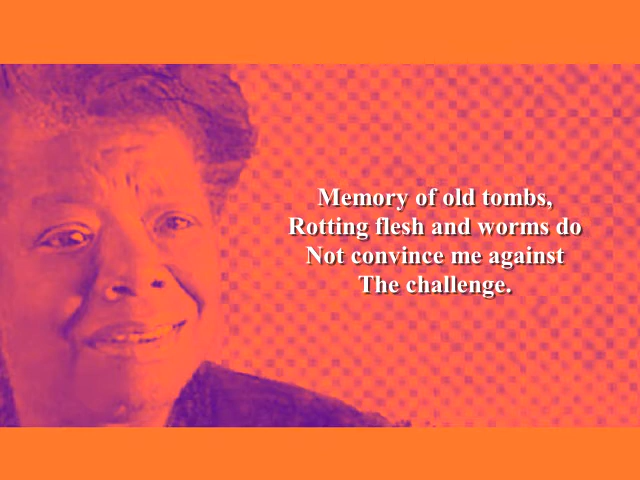 Memory of old tombs,
Rotting flesh and worms do
Not convince me against
The challenge.